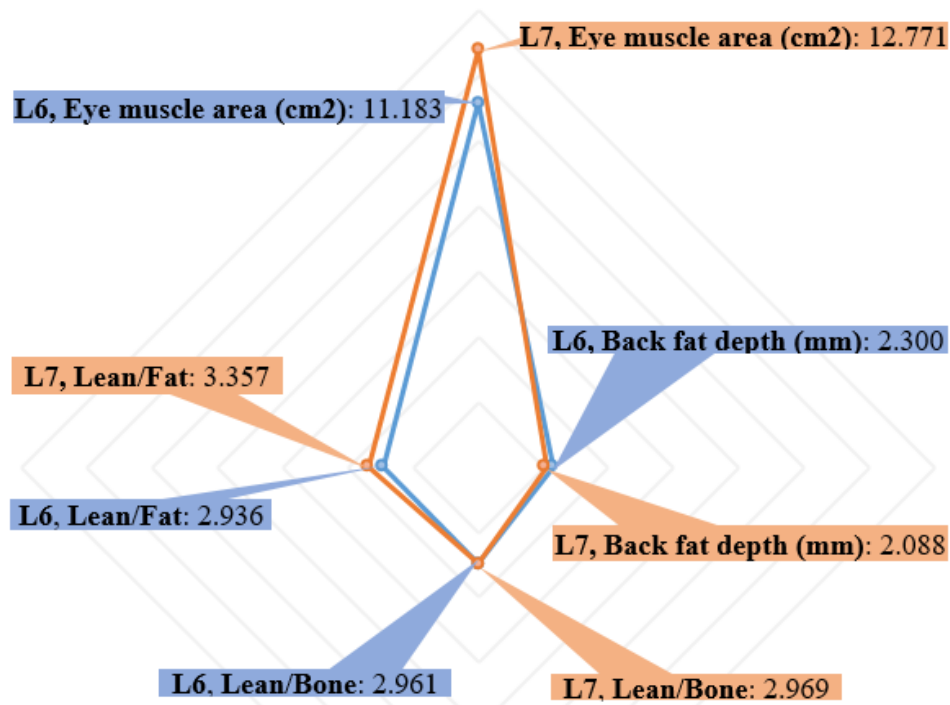 L7, Eye muscle area (cm2): 12.771
L6, Eye muscle area (cm2): 11.183
L6, Back fat depth (mm): 2.300
L7, Lean/Fat: 3.357
L6, Lean/Fat: 2.936
L7, Back fat depth (mm): 2.088
L6, Lean/Bone: 2.961
L7, Lean/Bone: 2.969